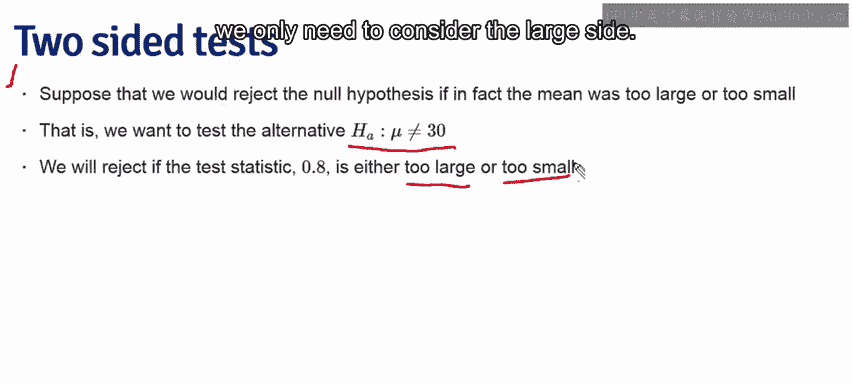 we only need to consider the large side.
Two sided tests
· Suppose that we would reject the null hypothesis if in fact the mean was too large or too small
· That is, we want to test the alternative Hₐ : μ ≠ 30
· We will reject if the test statistic, 0.8, is either too large or too small